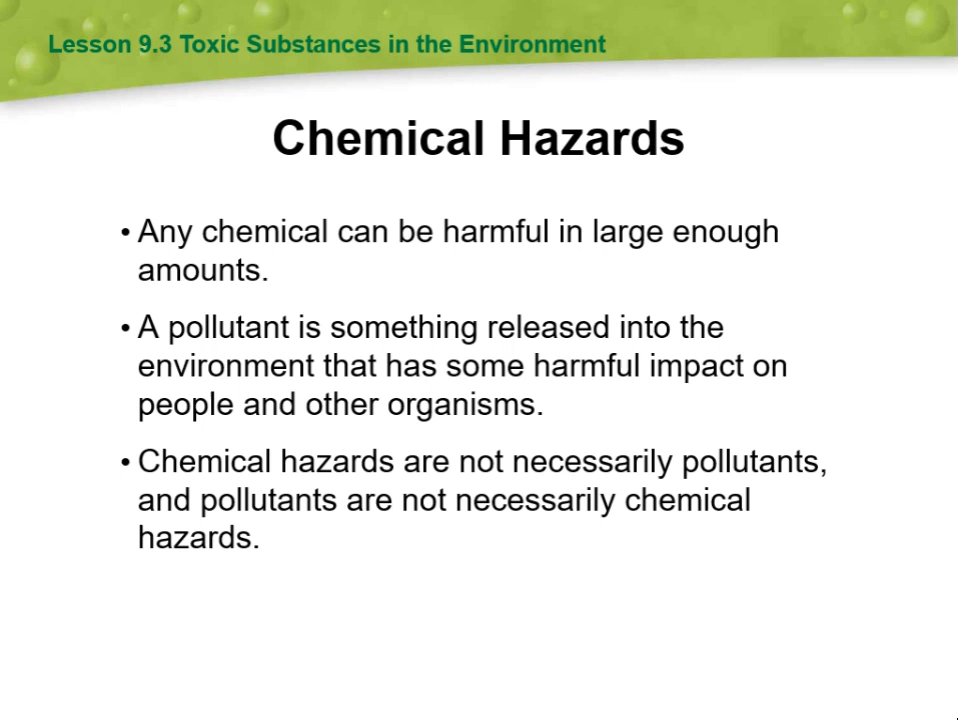 Lesson 9.3 Toxic Substances in the Environment
Chemical Hazards
• Any chemical can be harmful in large enough
amounts.
• A pollutant is something released into the
environment that has some harmful impact on
people and other organisms.
• Chemical hazards are not necessarily pollutants,
and pollutants are not necessarily chemical
hazards.